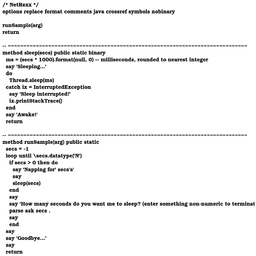 /* NetRexx */
options replace format comments java crossref symbols nobinary

runSample(arg)
return

-- ~~~~~~~~~~~~~~~~~~~~~~~~~~~~~~~~~~~~~~~~~~~~~~~~~~~~~~~~~~~~~~~~~~~~~~~~~~~~~
method sleep(secs) public static binary
  ms = (secs * 1000).format(null, 0) -- milliseconds, rounded to nearest integer
  say 'Sleeping...'
  do
    Thread.sleep(ms)
  catch ix = InterruptedException
    say 'Sleep interrupted!'
    ix.printStackTrace()
  end
  say 'Awake!'
  return

-- ~~~~~~~~~~~~~~~~~~~~~~~~~~~~~~~~~~~~~~~~~~~~~~~~~~~~~~~~~~~~~~~~~~~~~~~~~~~~~
method runSample(arg) public static
  secs = -1
  loop until \secs.datatype('N')
    if secs > 0 then do
      say 'Napping for' secs's'
      say
      sleep(secs)
    end
    say
    say 'How many seconds do you want me to sleep? (enter something non-numeric to terminat
    parse ask secs .
    say
    end
  say
  say 'Goodbye...'
  say
  return